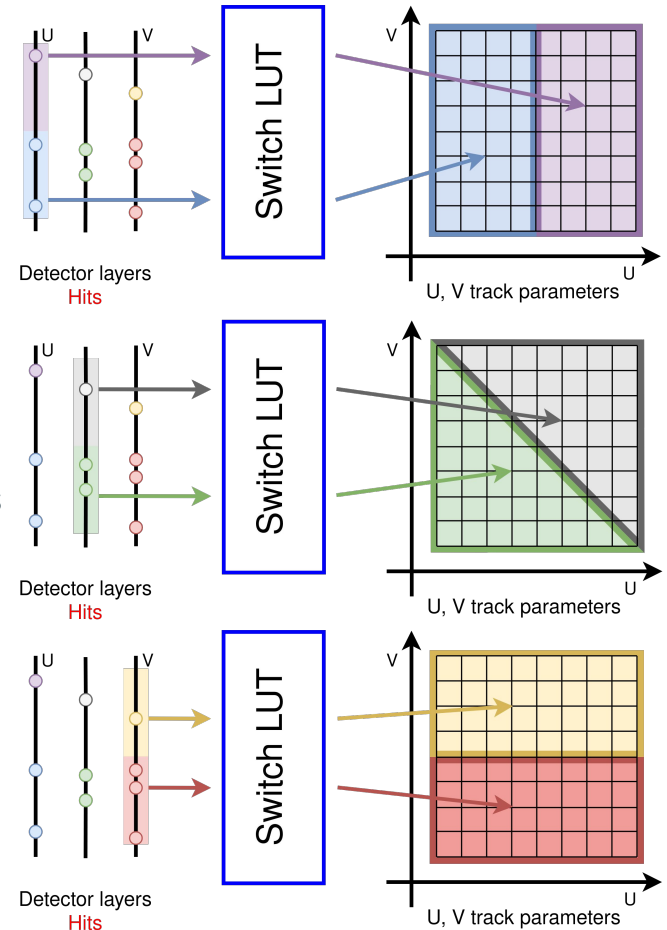 U
V
Switch LUT
V
U
Detector layers
Hits
U, V track parameters
U
V
Switch LUT
V
U
Detector layers
Hits
U, V track parameters
U
V
Switch LUT
V
U
Detector layers
Hits
U, V track parameters